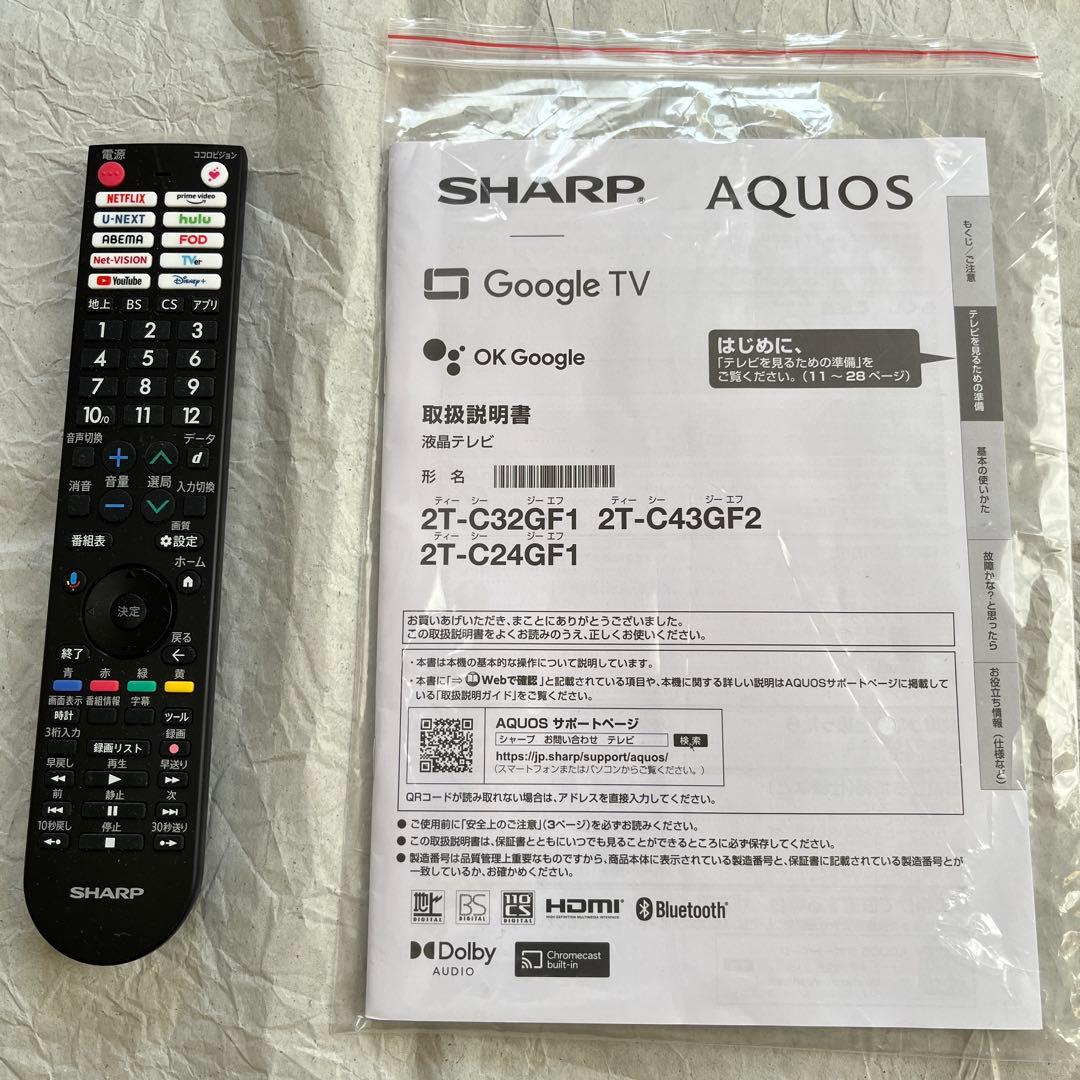 電源 ココロビジョン
NETFLIX prime video
U-NEXT hulu
ABEMA FOD
Net-VISION TVer
YouTube Disney+
地上 BS CS アプリ
1 2 3
4 5 6
7 8 9
10/0 11 12
音声切換 データ
+ d
消音 音量 選局 入力切換
−
画質
番組表 設定
ホーム
決定
戻る
終了
青 赤 緑 黄
画面表示 番組情報 字幕
時計 ツール
3桁入力 録画
録画リスト
早戻し 再生 早送り
前 静止 次
10秒戻し 停止 30秒送り
SHARP
SHARP® AQUOS
Google TV
OK Google
はじめに、
「テレビを見るための準備」を
ご覧ください。(11～28ページ)
取扱説明書
液晶テレビ
形 名
ティー シー ジー エフ ティー シー ジー エフ
2T-C32GF1 2T-C43GF2
ティー シー ジー エフ
2T-C24GF1
お買いあげいただき、まことにありがとうございました。
この取扱説明書をよくお読みのうえ、正しくお使いください。
・本書は本機の基本的な操作について説明しています。
・本書に「⇒Webで確認」と記載されている項目や、本機に関する詳しい説明はAQUOSサポートページに掲載して
いる「取扱説明ガイド」をご覧ください。
AQUOS サポートページ
シャープ お問い合わせ テレビ 検索
https://jp.sharp/support/aquos/
(スマートフォンまたはパソコンからご覧ください。)
QRコードが読み取れない場合は、アドレスを直接入力してください。
● ご使用前に「安全上のご注意」(3ページ)を必ずお読みください。
● この取扱説明書は、保証書とともにいつでも見ることができるところに必ず保存してください。
● 製造番号は品質管理上重要なものですから、商品本体に表示されている製造番号と、保証書に記載されている製造番号とが
一致しているか、お確かめください。
地上 DIGITAL BS DIGITAL 110 CS DIGITAL HDMI® HIGH-DEFINITION MULTIMEDIA INTERFACE Bluetooth®
Dolby AUDIO
Chromecast
built-in
もくじ/ご注意
テレビを見るための準備
基本の使いかた
故障かな?と思ったら
お役立ち情報(仕様など)